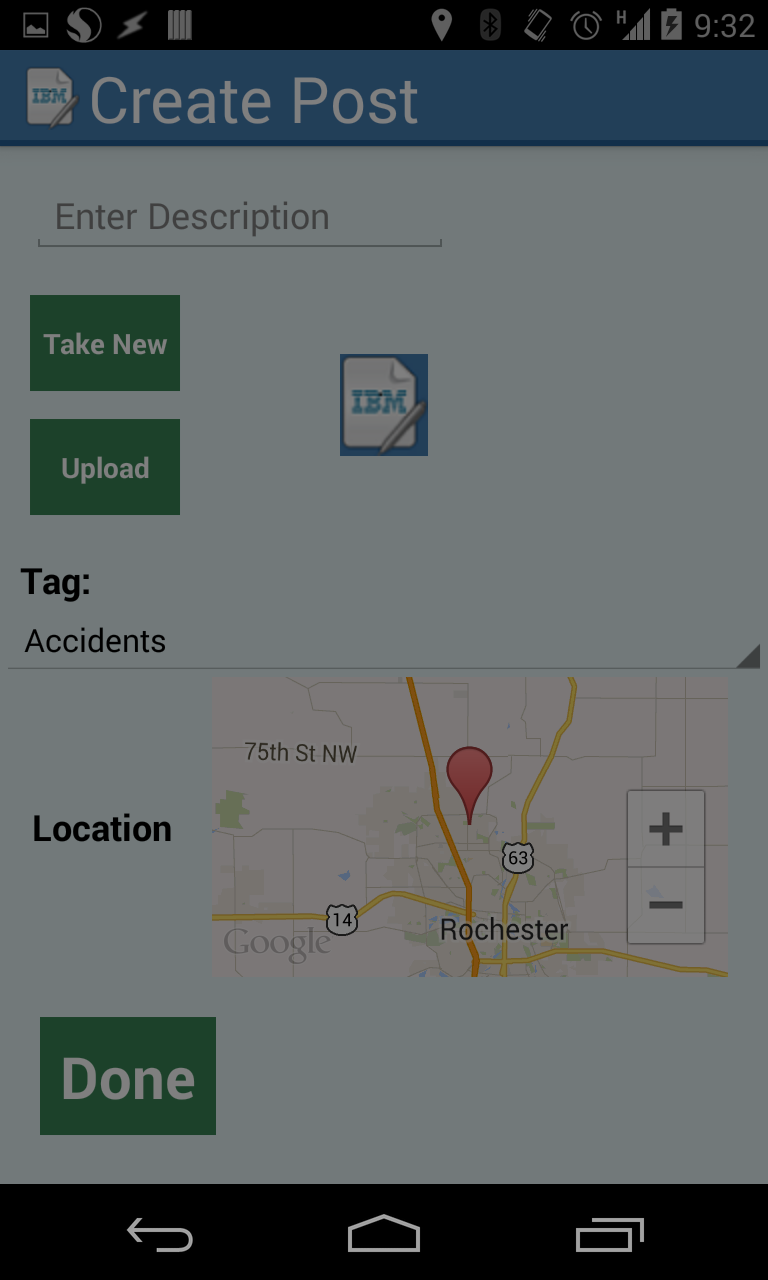 H 9:32
IBM Create Post
Enter Description
Take New
IBM
Upload
Tag:
Accidents
75th St NW
Location
63
14
Rochester
Google
Done